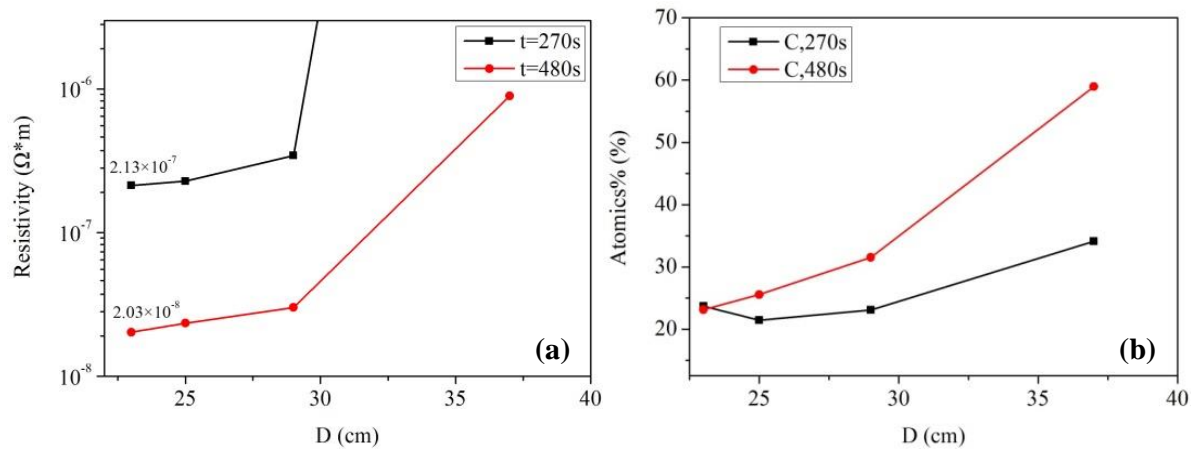 t=270s
t=480s
10⁻⁶
10⁻⁷
10⁻⁸
2.13×10⁻⁷
2.03×10⁻⁸
Resistivity (Ω*m)
25
30
35
40
D (cm)
(a)
C,270s
C,480s
70
60
50
40
30
20
Atomics% (%)
25
30
35
40
D (cm)
(b)